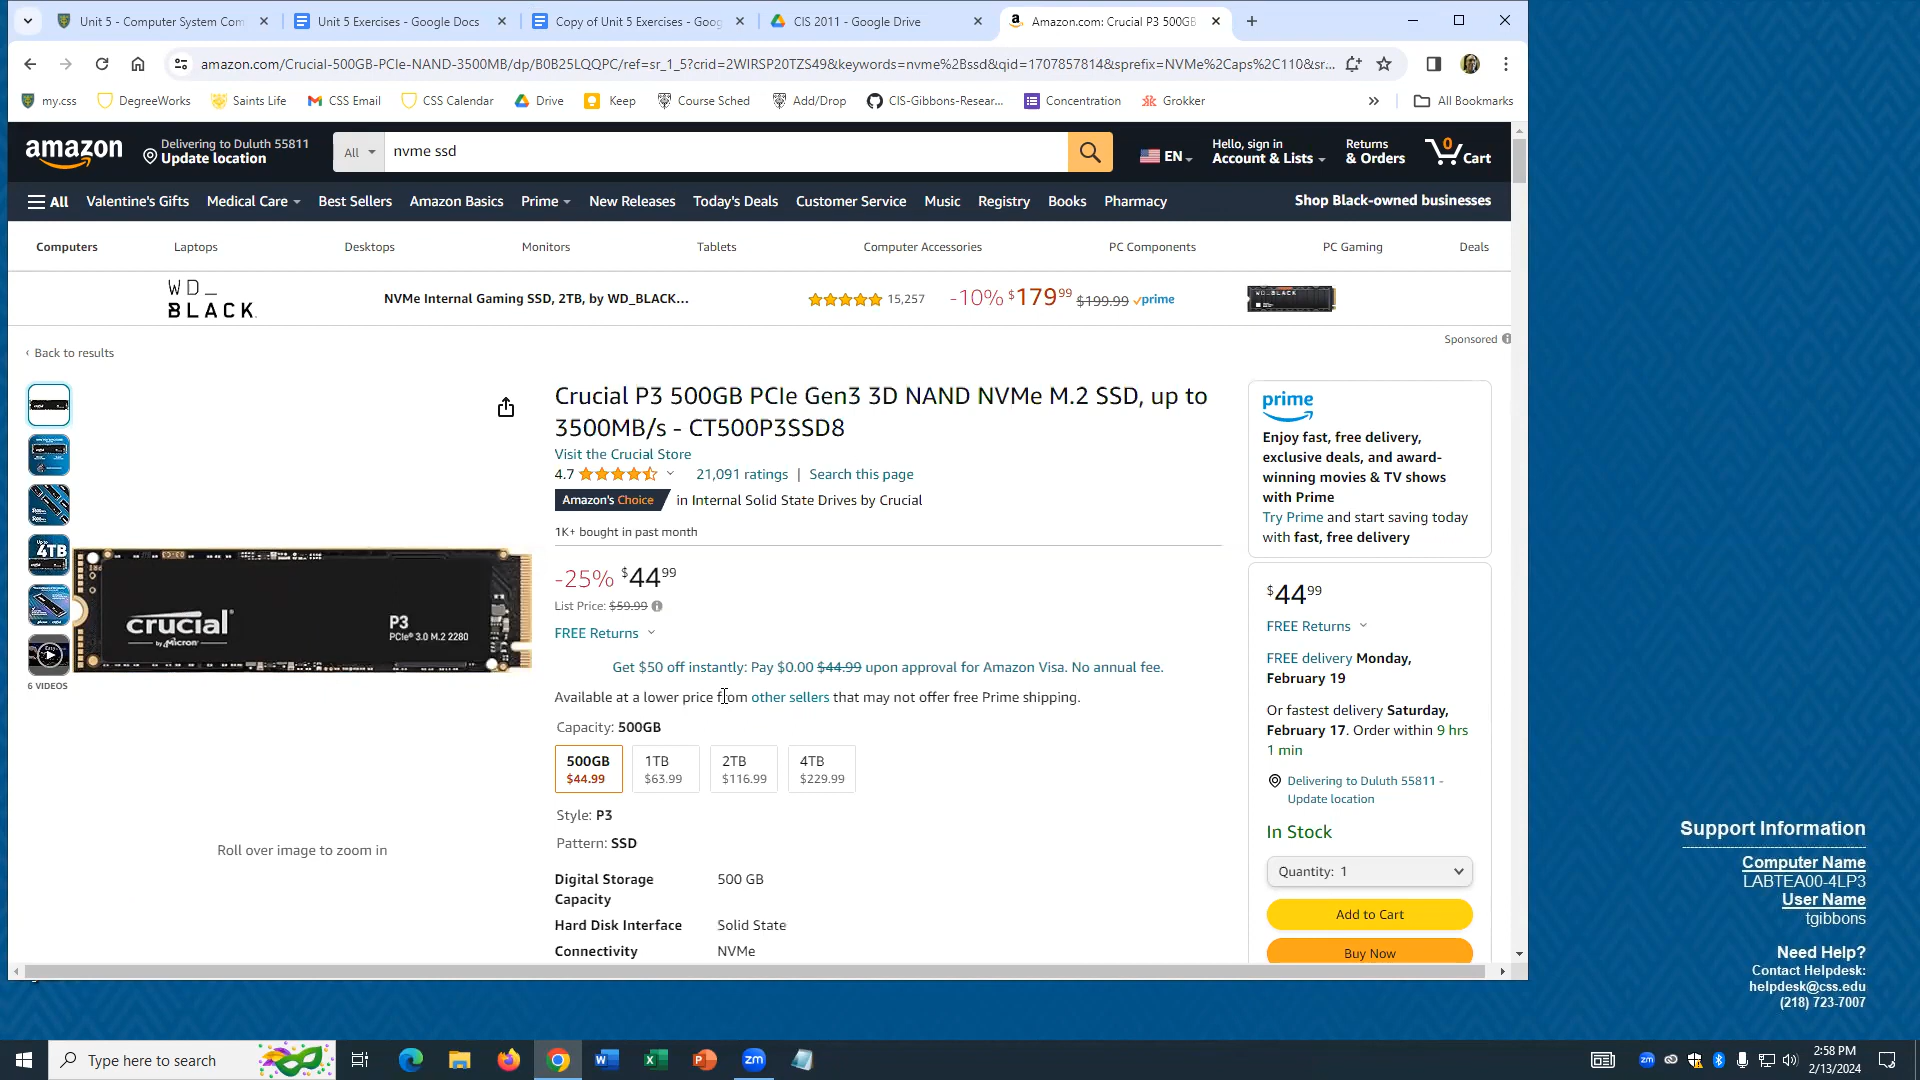 Unit 5 - Computer System Com
Unit 5 Exercises - Google Docs
Copy of Unit 5 Exercises - Goog
CIS 2011 - Google Drive
Amazon.com: Crucial P3 500GB
amazon.com/Crucial-500GB-PCIe-NAND-3500MB/dp/B0B25LQQPC/ref=sr_1_5?crid=2WIRSP20TZS49&keywords=nvme%2Bssd&qid=1707857814&sprefix=NVMe%2Caps%2C110&sr...
my.css
DegreeWorks
Saints Life
CSS Email
CSS Calendar
Drive
Keep
Course Sched
Add/Drop
CIS-Gibbons-Resear...
Concentration
Grokker
»
All Bookmarks
amazon
Delivering to Duluth 55811
Update location
All
nvme ssd
EN
Hello, sign in
Account & Lists
Returns
& Orders
0
Cart
All
Valentine's Gifts
Medical Care
Best Sellers
Amazon Basics
Prime
New Releases
Today's Deals
Customer Service
Music
Registry
Books
Pharmacy
Shop Black-owned businesses
Computers
Laptops
Desktops
Monitors
Tablets
Computer Accessories
PC Components
PC Gaming
Deals
WD_
BLACK.
NVMe Internal Gaming SSD, 2TB, by WD_BLACK...
15,257
-10% $179.99 $199.99 prime
Sponsored
‹ Back to results
Crucial P3 500GB PCIe Gen3 3D NAND NVMe M.2 SSD, up to
3500MB/s - CT500P3SSD8
Visit the Crucial Store
4.7
21,091 ratings | Search this page
Amazon's Choice in Internal Solid State Drives by Crucial
1K+ bought in past month
-25% $44.99
List Price: $59.99
FREE Returns
Get $50 off instantly: Pay $0.00 $44.99 upon approval for Amazon Visa. No annual fee.
Available at a lower price from other sellers that may not offer free Prime shipping.
Capacity: 500GB
500GB
$44.99
1TB
$63.99
2TB
$116.99
4TB
$229.99
Style: P3
Pattern: SSD
Digital Storage
Capacity
500 GB
Hard Disk Interface
Solid State
Connectivity
NVMe
4TB
crucial
by Micron
P3
PCIe® 3.0 M.2 2280
6 VIDEOS
Roll over image to zoom in
prime
Enjoy fast, free delivery,
exclusive deals, and award-
winning movies & TV shows
with Prime
Try Prime and start saving today
with fast, free delivery
$44.99
FREE Returns
FREE delivery Monday,
February 19
Or fastest delivery Saturday,
February 17. Order within 9 hrs
1 min
Delivering to Duluth 55811 -
Update location
In Stock
Quantity: 1
Add to Cart
Buy Now
Support Information
Computer Name
LABTEA00-4LP3
User Name
tgibbons
Need Help?
Contact Helpdesk:
helpdesk@css.edu
(218) 723-7007
Type here to search
zm
zm
2:58 PM
2/13/2024